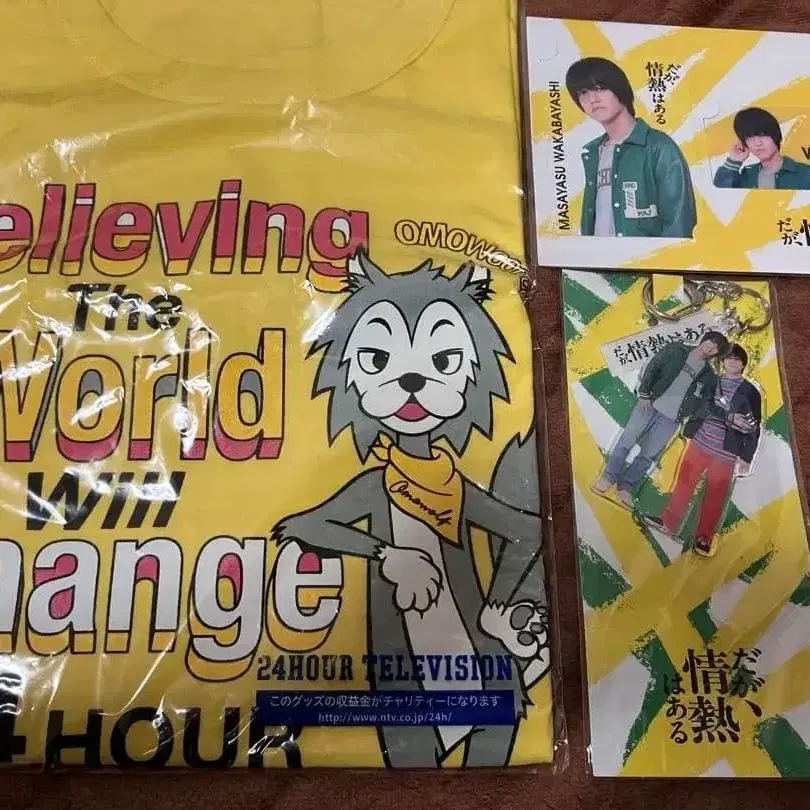 elieving
The
World
Will
hange
HOUR
OMOWO
Omowolf
24HOUR TELEVISION
このグッズの収益金がチャリティーになります
http://www.ntv.co.jp/24h/
MASAYASU WAKABAYASHI
だが、
情熱はある
だが、
だが、情熱はある
だが、
情熱
はある